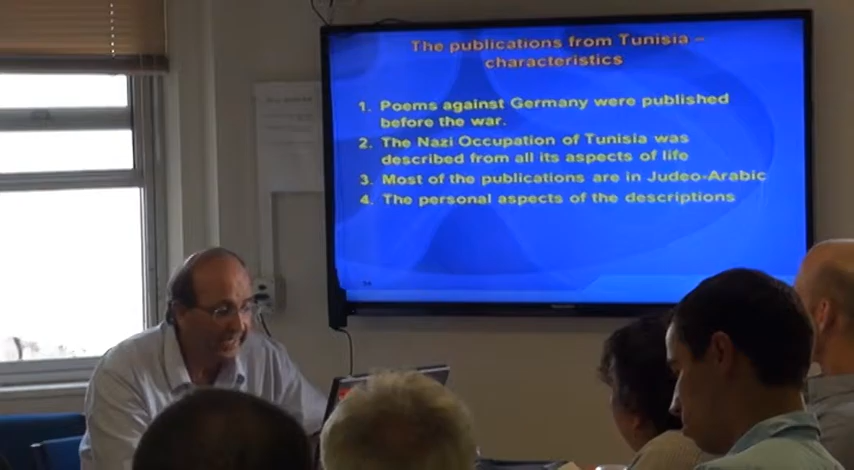 The publications from Tunisia –
characteristics
1. Poems against Germany were published
before the war.
2. The Nazi Occupation of Tunisia was
described from all its aspects of life
3. Most of the publications are in Judeo-Arabic
4. The personal aspects of the descriptions